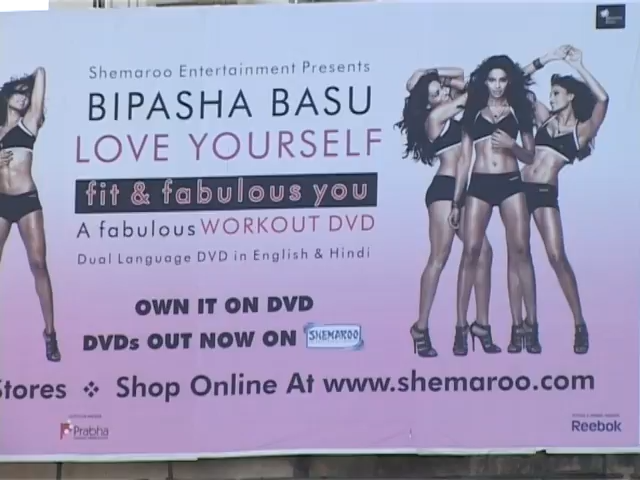 Shemaroo Entertainment Presents
BIPASHA BASU
LOVE YOURSELF
fit & fabulous you
A fabulous WORKOUT DVD
Dual Language DVD in English & Hindi
OWN IT ON DVD
DVDs OUT NOW ON SHEMAROO
Stores ❖ Shop Online At www.shemaroo.com
Prabha
Reebok